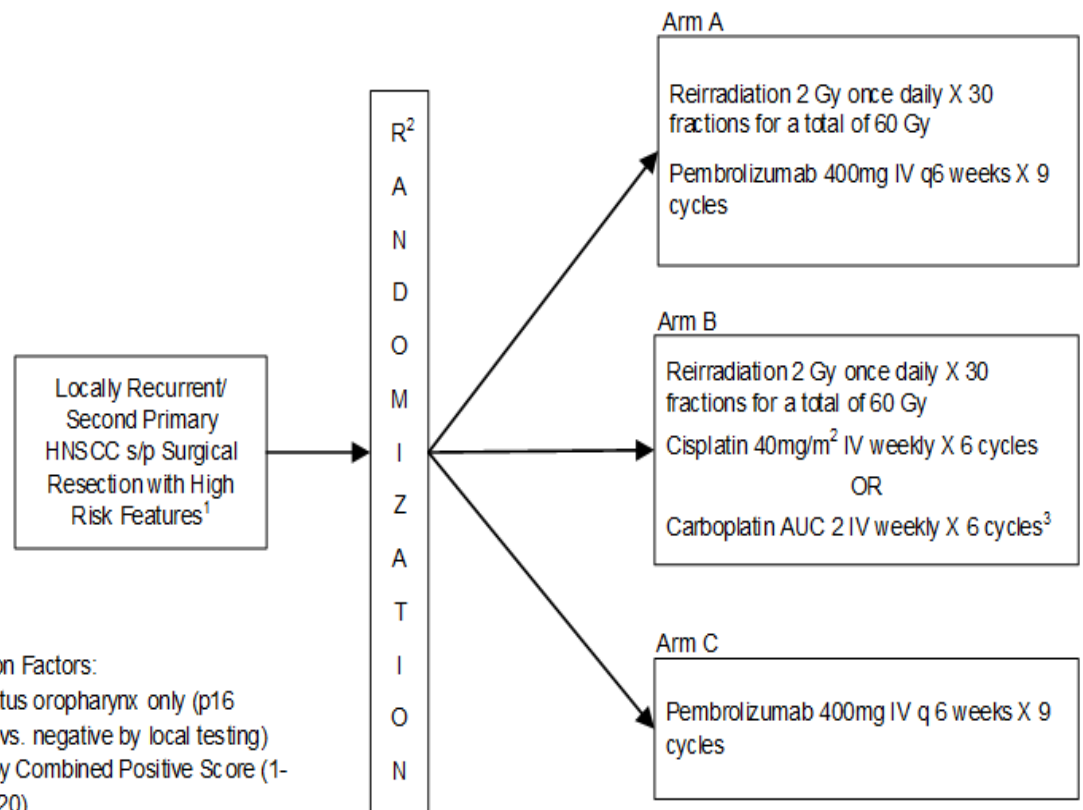 Arm A
Reirradiation 2 Gy once daily X 30
fractions for a total of 60 Gy
Pembrolizumab 400mg IV q6 weeks X 9
cycles
R²
A
N
D
O
M
I
Z
A
T
I
O
N
Locally Recurrent/
Second Primary
HNSCC s/p Surgical
Resection with High
Risk Features¹
Arm B
Reirradiation 2 Gy once daily X 30
fractions for a total of 60 Gy
Cisplatin 40mg/m² IV weekly X 6 cycles
OR
Carboplatin AUC 2 IV weekly X 6 cycles³
Arm C
Pembrolizumab 400mg IV q 6 weeks X 9
cycles
on Factors:
tus oropharynx only (p16
vs. negative by local testing)
y Combined Positive Score (1-
20)